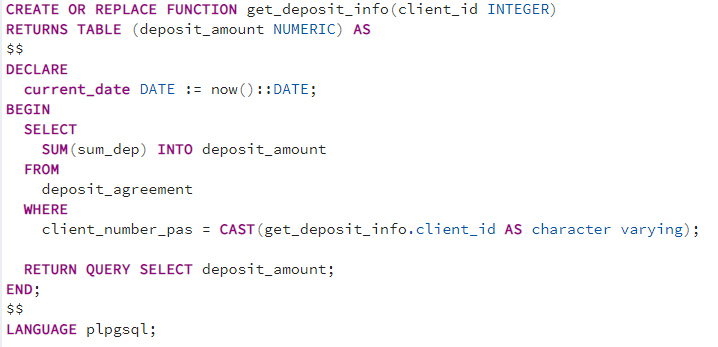 CREATE OR REPLACE FUNCTION get_deposit_info(client_id INTEGER)
RETURNS TABLE (deposit_amount NUMERIC) AS
$$
DECLARE
  current_date DATE := now()::DATE;
BEGIN
  SELECT
    SUM(sum_dep) INTO deposit_amount
  FROM
    deposit_agreement
  WHERE
    client_number_pas = CAST(get_deposit_info.client_id AS character varying);
  RETURN QUERY SELECT deposit_amount;
END;
$$
LANGUAGE plpgsql;